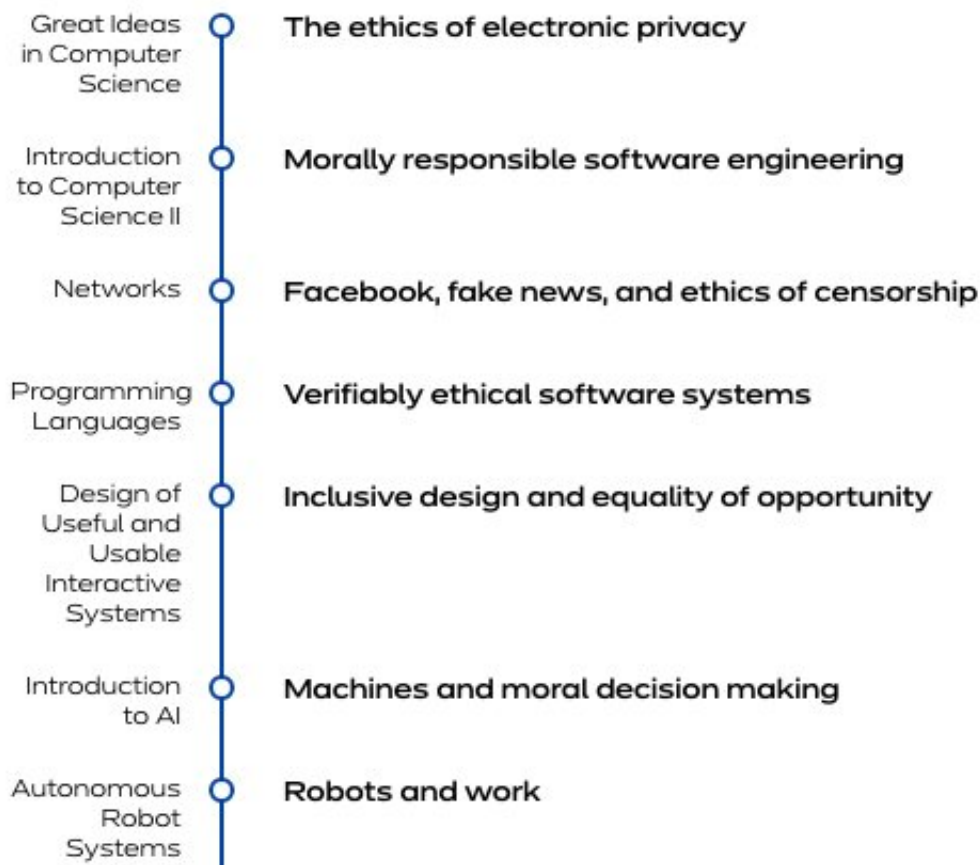 Great Ideas
in Computer
Science
The ethics of electronic privacy
Introduction
to Computer
Science II
Morally responsible software engineering
Networks
Facebook, fake news, and ethics of censorship
Programming
Languages
Verifiably ethical software systems
Design of
Useful and
Usable
Interactive
Systems
Inclusive design and equality of opportunity
Introduction
to AI
Machines and moral decision making
Autonomous
Robot
Systems
Robots and work